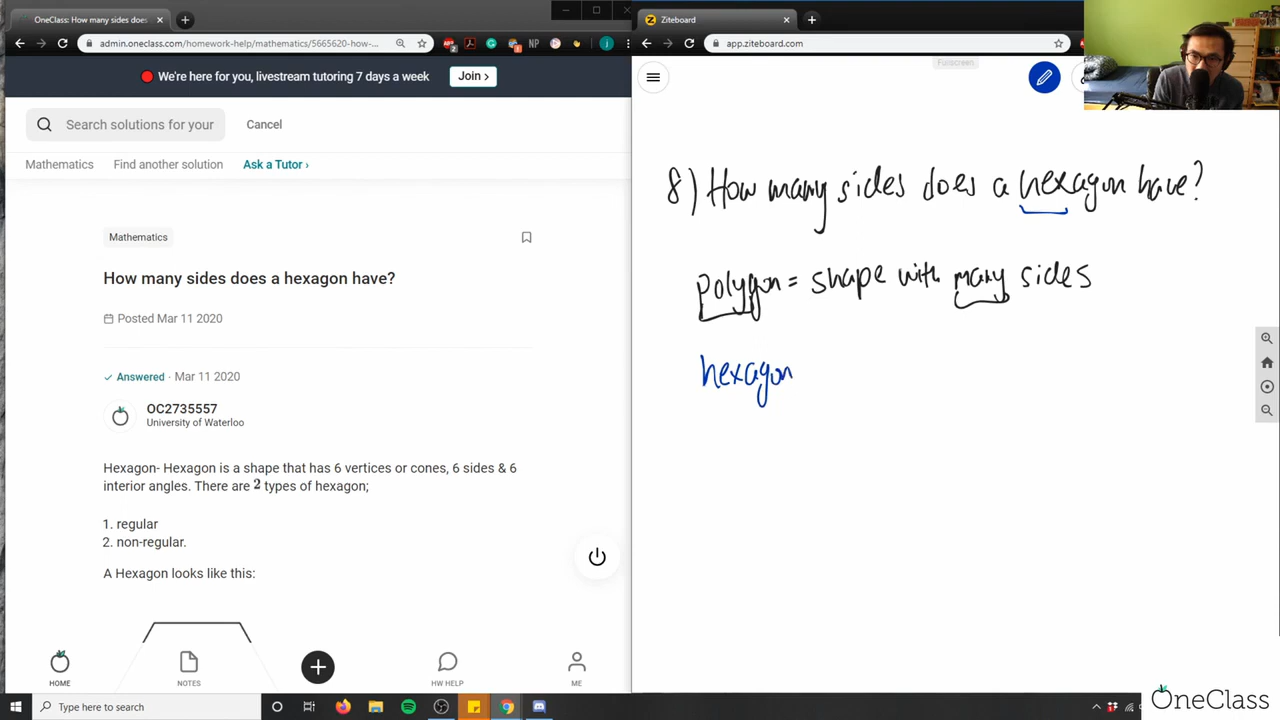 OneClass: How many sides does
Ziteboard
admin.oneclass.com/homework-help/mathematics/5665620-how-...
app.ziteboard.com
We're here for you, livestream tutoring 7 days a week
Join ›
Fullscreen
Search solutions for your
Cancel
Mathematics
Find another solution
Ask a Tutor ›
Mathematics
How many sides does a hexagon have?
Posted Mar 11 2020
Answered · Mar 11 2020
OC2735557
University of Waterloo
Hexagon- Hexagon is a shape that has 6 vertices or cones, 6 sides & 6
interior angles. There are 2 types of hexagon;
1. regular
2. non-regular.
A Hexagon looks like this:
HOME
NOTES
HW HELP
ME
8) How many sides does a hexagon have?
polygon = shape with many sides
hexagon
Type here to search
OneClass